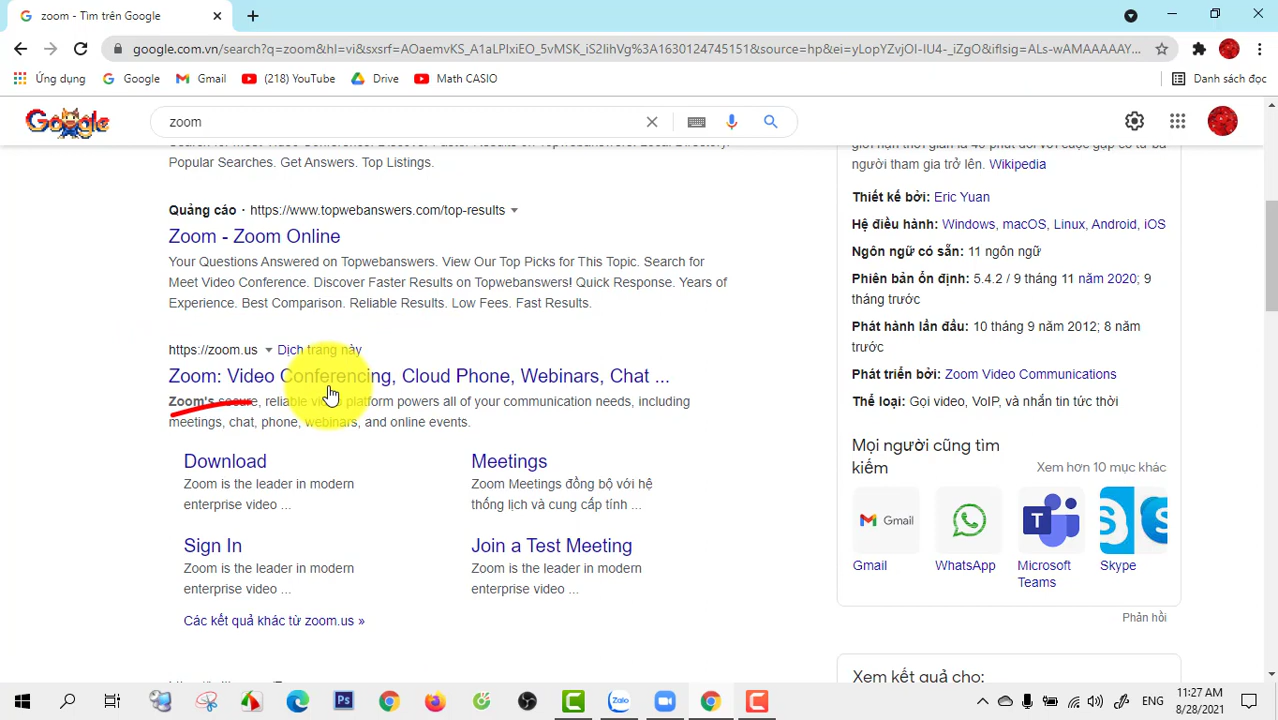 zoom - Tìm trên Google
google.com.vn/search?q=zoom&hl=vi&sxsrf=AOaemvKS_A1aLPIxiEO_5vMSK_iS2IihVg%3A1630124745151&source=hp&ei=yLopYZvjOI-IU4-_iZgO&iflsig=ALs-wAMAAAAAY...
Ứng dụng Google Gmail (218) YouTube Drive Math CASIO Danh sách đọc
Google zoom
Popular Searches. Get Answers. Top Listings.
Quảng cáo · https://www.topwebanswers.com/top-results
Zoom - Zoom Online
Your Questions Answered on Topwebanswers. View Our Top Picks for This Topic. Search for
Meet Video Conference. Discover Faster Results on Topwebanswers! Quick Response. Years of
Experience. Best Comparison. Reliable Results. Low Fees. Fast Results.
https://zoom.us Dịch trang này
Zoom: Video Conferencing, Cloud Phone, Webinars, Chat ...
Zoom's secure, reliable video platform powers all of your communication needs, including
meetings, chat, phone, webinars, and online events.
Download
Zoom is the leader in modern
enterprise video ...
Meetings
Zoom Meetings đồng bộ với hệ
thống lịch và cung cấp tính ...
Sign In
Zoom is the leader in modern
enterprise video ...
Join a Test Meeting
Zoom is the leader in modern
enterprise video ...
Các kết quả khác từ zoom.us »
người tham gia trở lên. Wikipedia
Thiết kế bởi: Eric Yuan
Hệ điều hành: Windows, macOS, Linux, Android, iOS
Ngôn ngữ có sẵn: 11 ngôn ngữ
Phiên bản ổn định: 5.4.2 / 9 tháng 11 năm 2020; 9
tháng trước
Phát hành lần đầu: 10 tháng 9 năm 2012; 8 năm
trước
Phát triển bởi: Zoom Video Communications
Thể loại: Gọi video, VoIP, và nhắn tin tức thời
Mọi người cũng tìm
kiếm
Xem hơn 10 mục khác
Gmail
Gmail
WhatsApp
Microsoft
Teams
Skype
Phản hồi
Xem kết quả cho:
Ps Zalo ENG
11:27 AM
8/28/2021